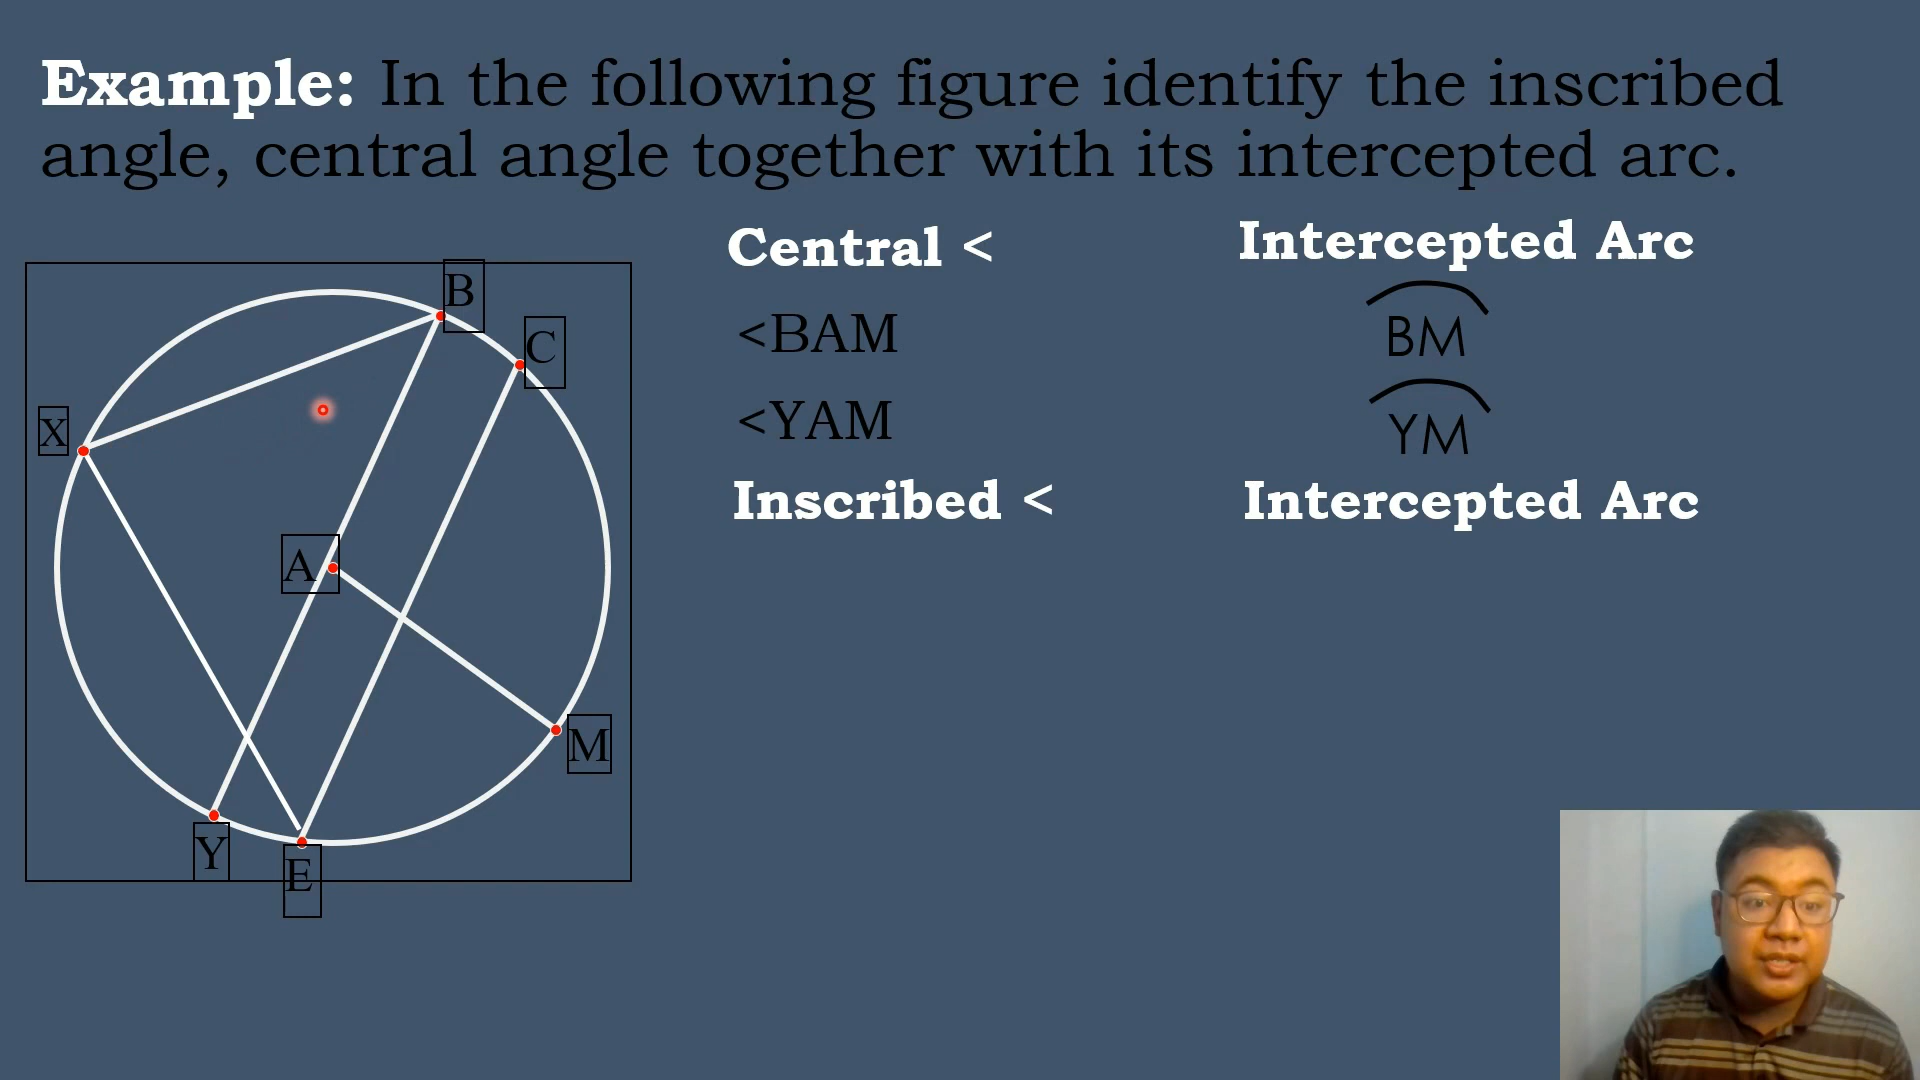 Example: In the following figure identify the inscribed
angle, central angle together with its intercepted arc.
Central <
Intercepted Arc
<BAM
BM
<YAM
YM
Inscribed <
Intercepted Arc
B
C
X
A
M
Y
E